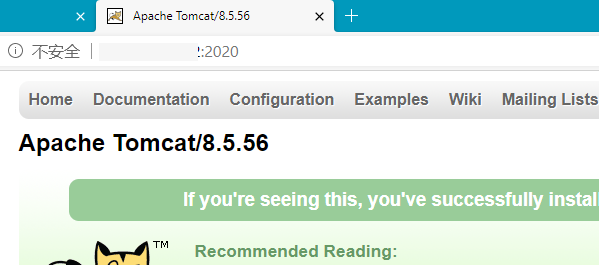 Apache Tomcat/8.5.56
不安全 :2020
Home Documentation Configuration Examples Wiki Mailing Lists
Apache Tomcat/8.5.56
If you're seeing this, you've successfully instal
TM
Recommended Reading: